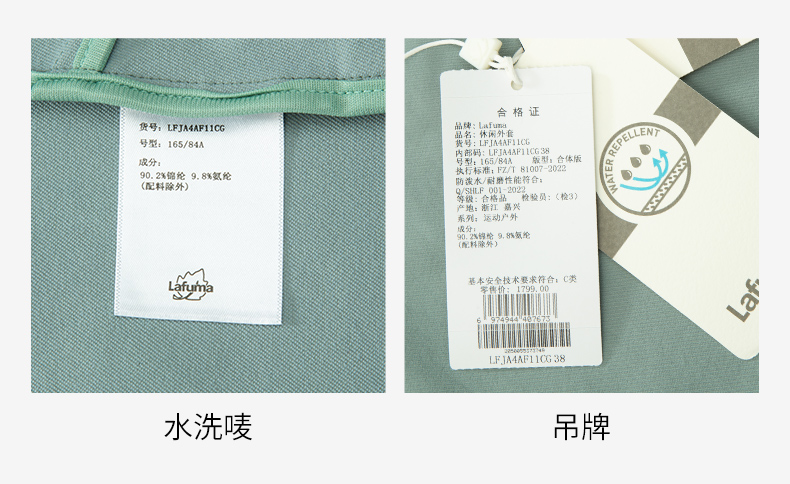 货号: LFJA4AF11CG
号型: 165/84A
成分:
90.2%锦纶 9.8%氨纶
(配料除外)
Lafuma
合格证
品牌: Lafuma
品名: 休闲外套
货号: LFJA4AF11CG
内部码: LFJA4AF11CG38
号型:165/84A 版型: 合体版
执行标准: FZ/T 81007-2022
防泼水/耐磨性能符合:
Q/SHLF 001-2022
等级: 合格品 检验员:（检3）
产地: 浙江 嘉兴
系列: 运动户外
成分:
90.2%锦纶 9.8%氨纶
(配料除外)
基本安全技术要求符合: C类
零售价: 1799.00
6 974944 407673
LFJA4AF11CG38
WATER REPELLENT
Lafuma
Laf
水洗唛
吊牌